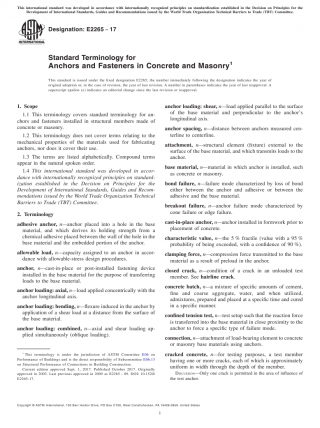 This international standard was developed in accordance with internationally recognized principles on standardization established in the Decision on Principles for the
Development of International Standards, Guides and Recommendations issued by the World Trade Organization Technical Barriers to Trade (TBT) Committee.
Designation: E2265 − 17
INTERNATIONAL
Standard Terminology for
Anchors and Fasteners in Concrete and Masonry1
This standard is issued under the fixed designation E2265; the number immediately following the designation indicates the year of
original adoption or, in the case of revision, the year of last revision. A number in parentheses indicates the year of last reapproval. A
superscript epsilon (ε) indicates an editorial change since the last revision or reapproval.
1. Scope
1.1 This terminology covers standard terminology for an-
chors and fasteners installed in structural members made of
concrete or masonry.
1.2 This terminology does not cover terms relating to the
mechanical properties of the materials used for fabricating
anchors, nor does it cover their use.
1.3 The terms are listed alphabetically. Compound terms
appear in the natural spoken order.
1.4 This international standard was developed in accor-
dance with internationally recognized principles on standard-
ization established in the Decision on Principles for the
Development of International Standards, Guides and Recom-
mendations issued by the World Trade Organization Technical
Barriers to Trade (TBT) Committee.
2. Terminology
adhesive anchor, n—anchor placed into a hole in the base
material, and which derives its holding strength from a
chemical adhesive placed between the wall of the hole in the
base material and the embedded portion of the anchor.
allowable load, n—capacity assigned to an anchor in accor-
dance with allowable-stress design procedures.
anchor, n—cast-in-place or post-installed fastening device
installed in the base material for the purpose of transferring
loads to the base material.
anchor loading: axial, n—load applied concentrically with the
anchor longitudinal axis.
anchor loading: bending, n—flexure induced in the anchor by
application of a shear load at a distance from the surface of
the base material.
anchor loading: combined, n—axial and shear loading ap-
plied simultaneously (oblique loading).
1 This terminology is under the jurisdiction of ASTM Committee E06 on
Performance of Buildings and is the direct responsibility of Subcommittee E06.13
on Structural Performance of Connections in Building Construction.
Current edition approved Sept. 1, 2017. Published October 2017. Originally
approved in 2003. Last previous approved in 2009 as E2265 – 09. DOI: 10.1520/
E2265-17.
anchor loading: shear, n—load applied parallel to the surface
of the base material and perpendicular to the anchor's
longitudinal axis.
anchor spacing, n—distance between anchors measured cen-
terline to centerline.
attachment, n—structural element (fixture) external to the
surface of the base material, and which transmits loads to the
anchor.
base material, n—material in which anchor is installed, such
as concrete or masonry.
bond failure, n—failure mode characterized by loss of bond
either between the anchor and adhesive or between the
adhesive and the base material.
breakout failure, n—anchor failure mode characterized by
cone failure or edge failure.
cast-in-place anchor, n—anchor installed in formwork prior to
placement of concrete.
characteristic value, n—the 5 % fractile (value with a 95 %
probability of being exceeded, with a confidence of 90 %).
clamping force, n—compression force transmitted to the base
material as a result of preload in the anchor.
closed crack, n—condition of a crack in an unloaded test
member. See hairline crack.
concrete batch, n—a mixture of specific amounts of cement,
fine and coarse aggregate, water, and when utilized,
admixtures, prepared and placed at a specific time and cured
in a specific manner.
confined tension test, n—test setup such that the reaction force
is transferred into the base material in close proximity to the
anchor to force a specific type of failure mode.
connection, n—attachment of load-bearing element to concrete
or masonry base materials using anchors.
cracked concrete, n—for testing purposes, a test member
having one or more cracks, each of which is approximately
uniform in width through the depth of the member.
DISCUSSION—Only one crack is permitted in the area of influence of
the test anchor.
Copyright © ASTM International, 100 Barr Harbor Drive, PO Box C700, West Conshohocken, PA 19428-2959. United States
1